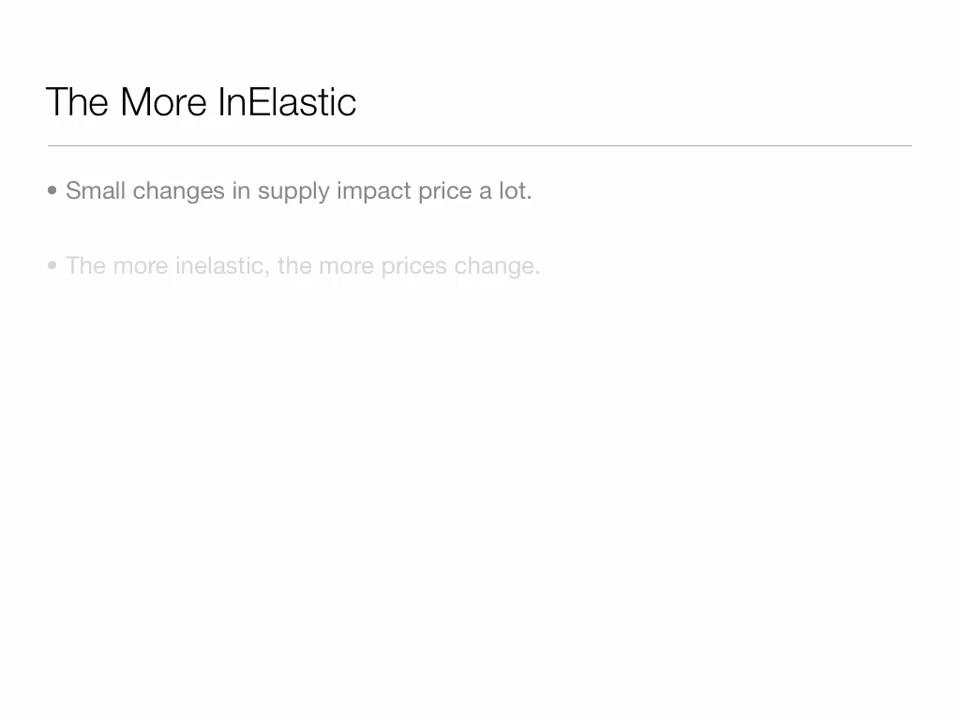 The More InElastic
• Small changes in supply impact price a lot.
• The more inelastic, the more prices change.